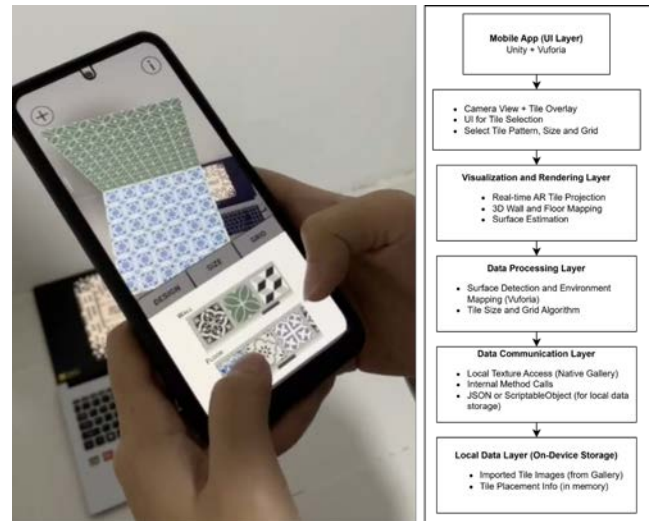 DESIGN
SIZE
GRID
WALL
FLOOR
Mobile App (UI Layer)
Unity + Vuforia
• Camera View + Tile Overlay
• UI for Tile Selection
• Select Tile Pattern, Size and Grid
Visualization and Rendering Layer
• Real-time AR Tile Projection
• 3D Wall and Floor Mapping
• Surface Estimation
Data Processing Layer
• Surface Detection and Environment
Mapping (Vuforia)
• Tile Size and Grid Algorithm
Data Communication Layer
• Local Texture Access (Native Gallery)
• Internal Method Calls
• JSON or ScriptableObject (for local data
storage)
Local Data Layer (On-Device Storage)
• Imported Tile Images (from Gallery)
• Tile Placement Info (in memory)